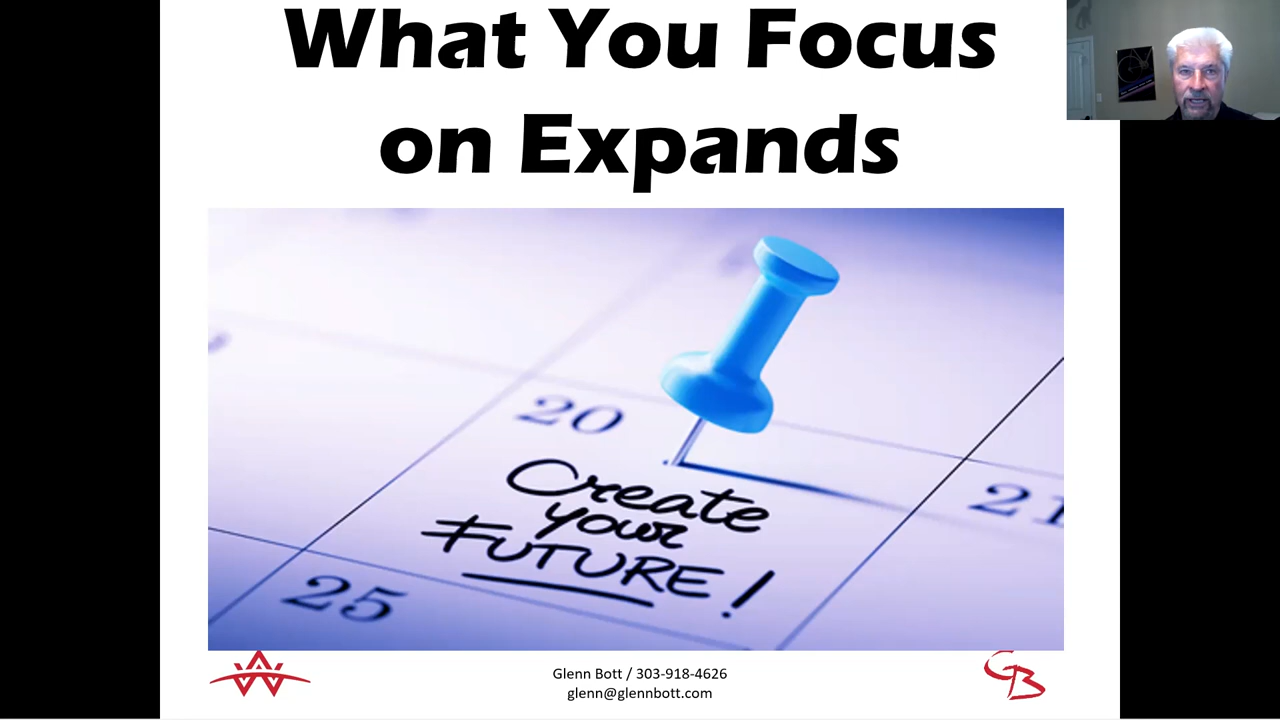 What You Focus
on Expands
20
21
Create
your
FUTURE!
25
Glenn Bott / 303-918-4626
glenn@glennbott.com
GB